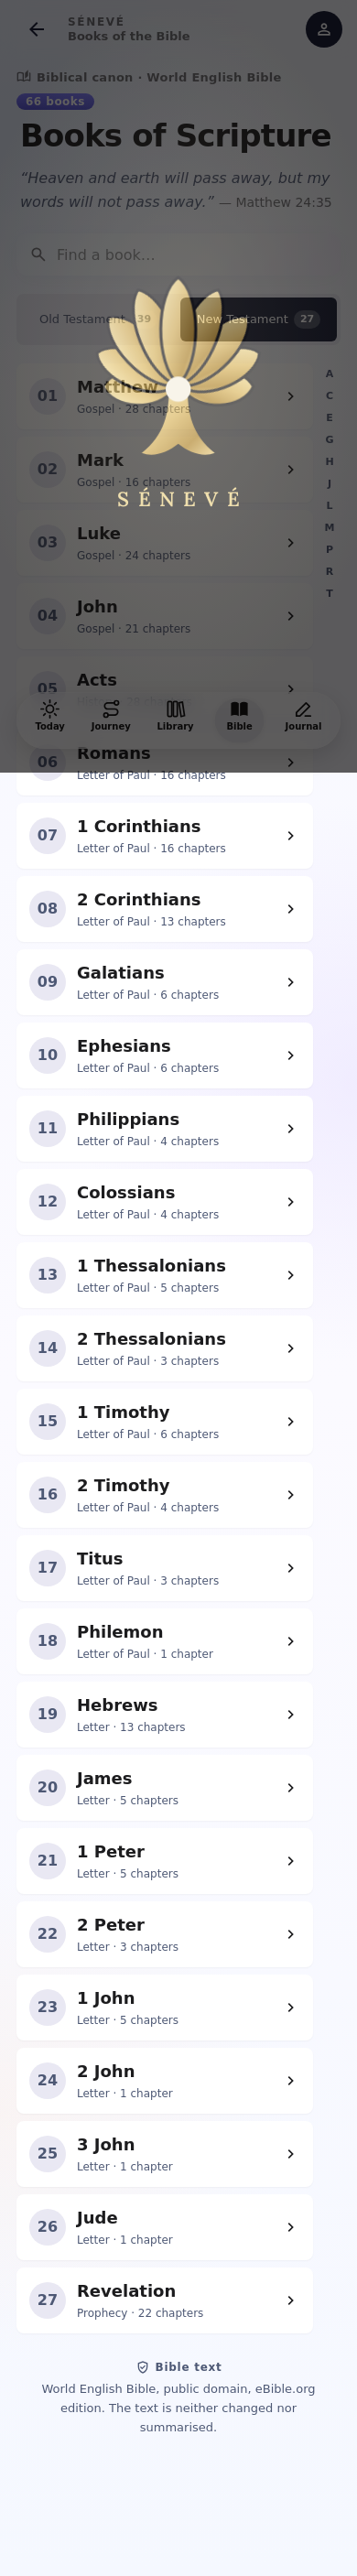 SÉNEVÉ
Books of the Bible
Biblical canon · World English Bible
66 books
Books of Scripture
“Heaven and earth will pass away, but my
words will not pass away.” — Matthew 24:35
Find a book...
Old Testament 39
New Testament 27
01
Matthew
Gospel · 28 chapters
02
Mark
Gospel · 16 chapters
SÉNEVÉ
03
Luke
Gospel · 24 chapters
04
John
Gospel · 21 chapters
A
C
E
G
H
J
L
M
P
R
T
05
Acts
Today
Journey
Library
Bible
Journal
06
Romans
Letter of Paul · 16 chapters
07
1 Corinthians
Letter of Paul · 16 chapters
08
2 Corinthians
Letter of Paul · 13 chapters
09
Galatians
Letter of Paul · 6 chapters
10
Ephesians
Letter of Paul · 6 chapters
11
Philippians
Letter of Paul · 4 chapters
12
Colossians
Letter of Paul · 4 chapters
13
1 Thessalonians
Letter of Paul · 5 chapters
14
2 Thessalonians
Letter of Paul · 3 chapters
15
1 Timothy
Letter of Paul · 6 chapters
16
2 Timothy
Letter of Paul · 4 chapters
17
Titus
Letter of Paul · 3 chapters
18
Philemon
Letter of Paul · 1 chapter
19
Hebrews
Letter · 13 chapters
20
James
Letter · 5 chapters
21
1 Peter
Letter · 5 chapters
22
2 Peter
Letter · 3 chapters
23
1 John
Letter · 5 chapters
24
2 John
Letter · 1 chapter
25
3 John
Letter · 1 chapter
26
Jude
Letter · 1 chapter
27
Revelation
Prophecy · 22 chapters
Bible text
World English Bible, public domain, eBible.org
edition. The text is neither changed nor
summarised.